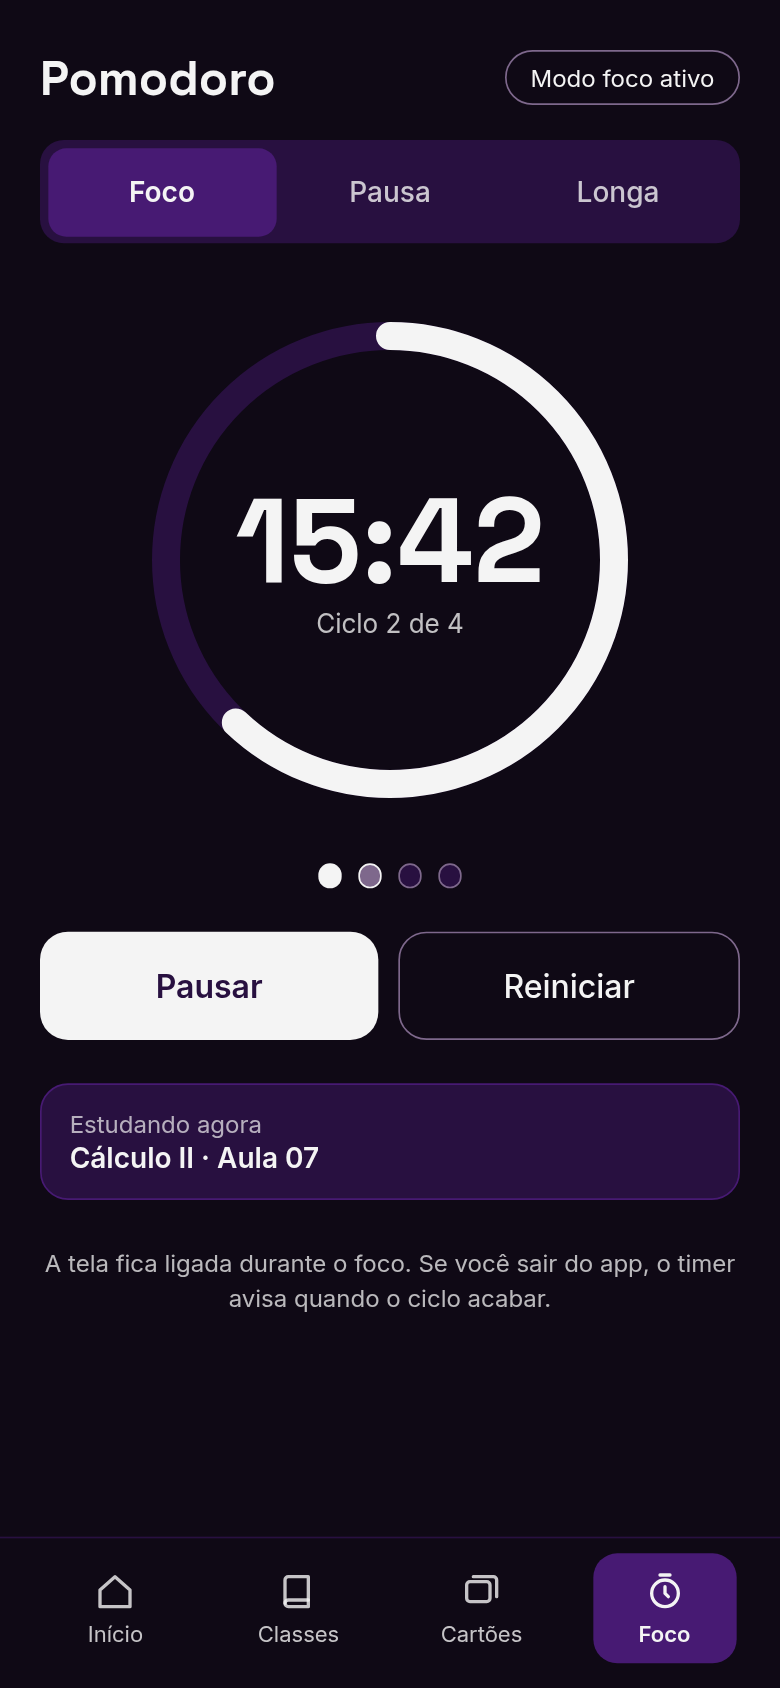 Pomodoro
Modo foco ativo
Foco
Pausa
Longa
15:42
Ciclo 2 de 4
Pausar
Reiniciar
Estudando agora
Cálculo II · Aula 07
A tela fica ligada durante o foco. Se você sair do app, o timer
avisa quando o ciclo acabar.
Início
Classes
Cartões
Foco